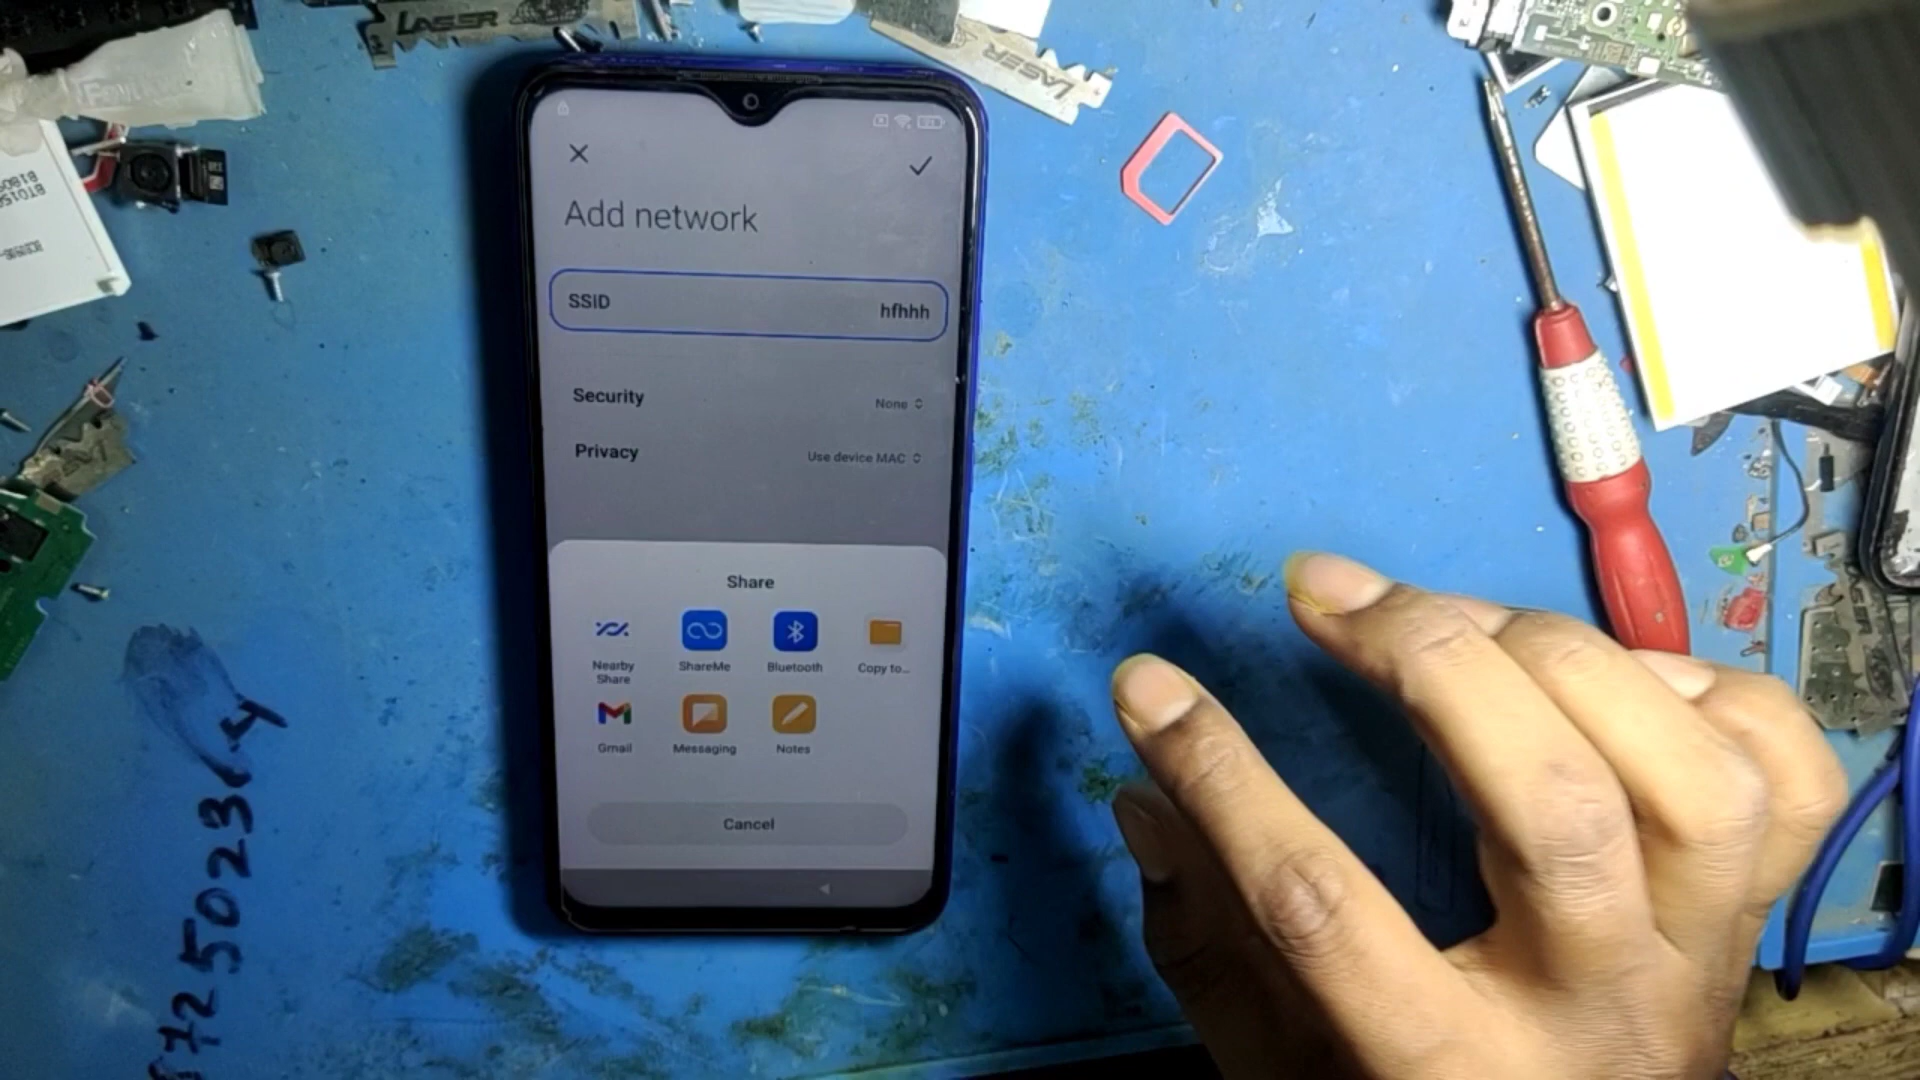 LASER
LASER
Add network
SSID
hfhhh
Security
None
Privacy
Use device MAC
Share
Nearby
Share
ShareMe
Bluetooth
Copy to...
Gmail
Messaging
Notes
Cancel